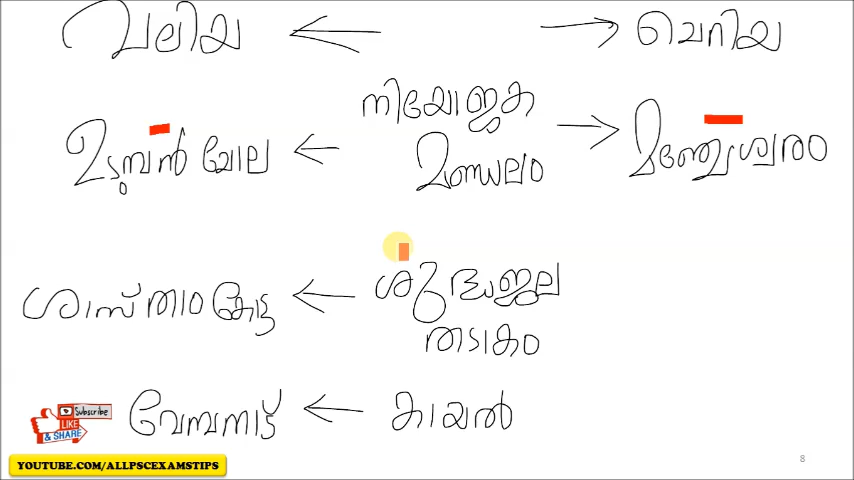 വലിയ ← → ചെറിയ
നിയോജക
ഉടുമ്പൻ ചോല ← മണ്ഡലം → മഞ്ചേശ്വരം
ശാസ്താംകോട്ട ← ശുദ്ധജല
തടാകം
വേമ്പനാട് ← കായൽ
Subscribe
LIKE
& SHARE
YOUTUBE.COM/ALLPSCEXAMSTIPS
8